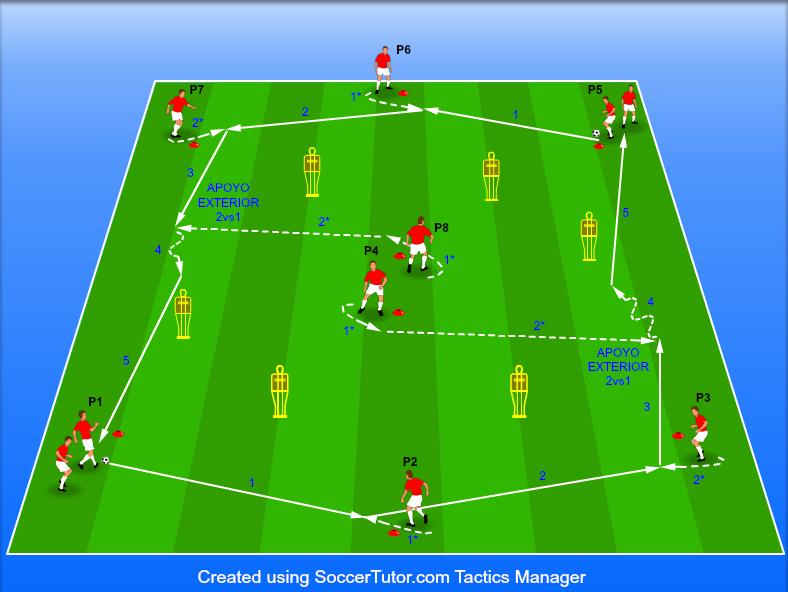 P6
P7
P5
1*
2*
2
1
3
APOYO
EXTERIOR
2vs1
5
2*
P8
4
P4
1*
4
1*
2*
APOYO
EXTERIOR
2vs1
5
P1
3
P3
P2
1
2
2*
1*
Created using SoccerTutor.com Tactics Manager